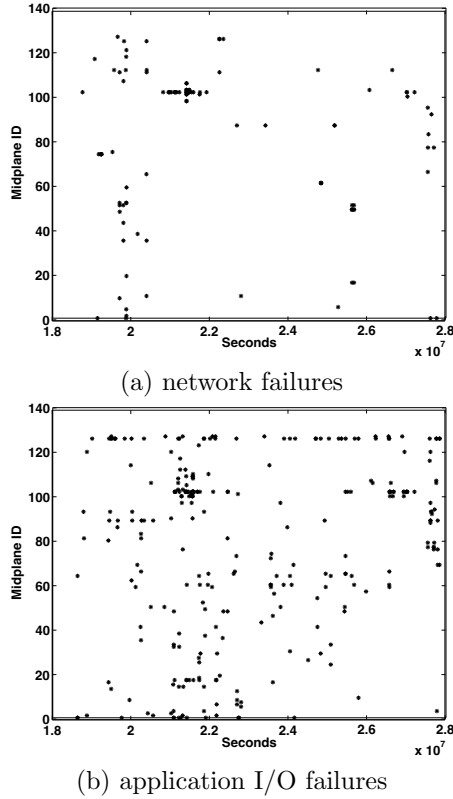 140
120
100
80
60
40
20
0
Midplane ID
1.8 2 2.2 2.4 2.6 2.8
Seconds
x 10^7
(a) network failures
140
120
100
80
60
40
20
0
Midplane ID
1.8 2 2.2 2.4 2.6 2.8
Seconds
x 10^7
(b) application I/O failures